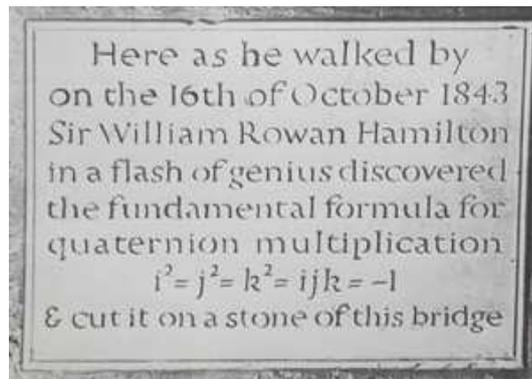 Here as he walked by
on the 16th of October 1843
Sir William Rowan Hamilton
in a flash of genius discovered
the fundamental formula for
quaternion multiplication
i² = j² = k² = ijk = −1
& cut it on a stone of this bridge